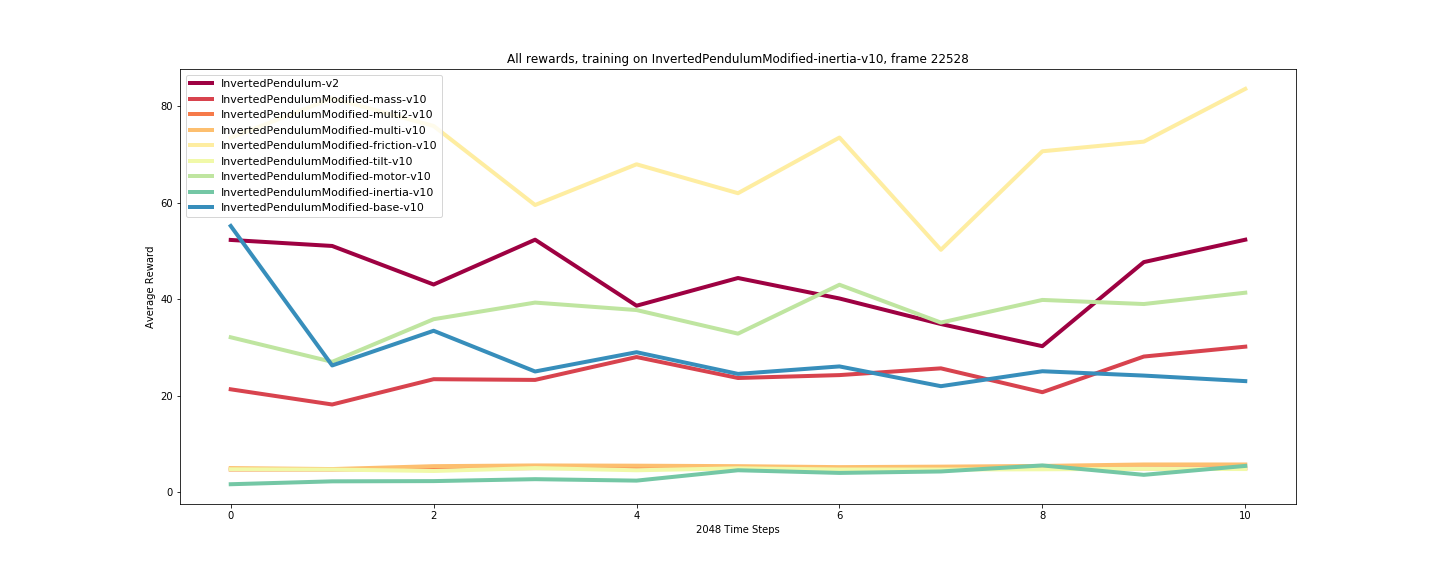 All rewards, training on InvertedPendulumModified-inertia-v10, frame 22528
InvertedPendulum-v2
InvertedPendulumModified-mass-v10
InvertedPendulumModified-multi2-v10
InvertedPendulumModified-multi-v10
InvertedPendulumModified-friction-v10
InvertedPendulumModified-tilt-v10
InvertedPendulumModified-motor-v10
InvertedPendulumModified-inertia-v10
InvertedPendulumModified-base-v10
Average Reward
80
60
40
20
0
0 2 4 6 8 10
2048 Time Steps